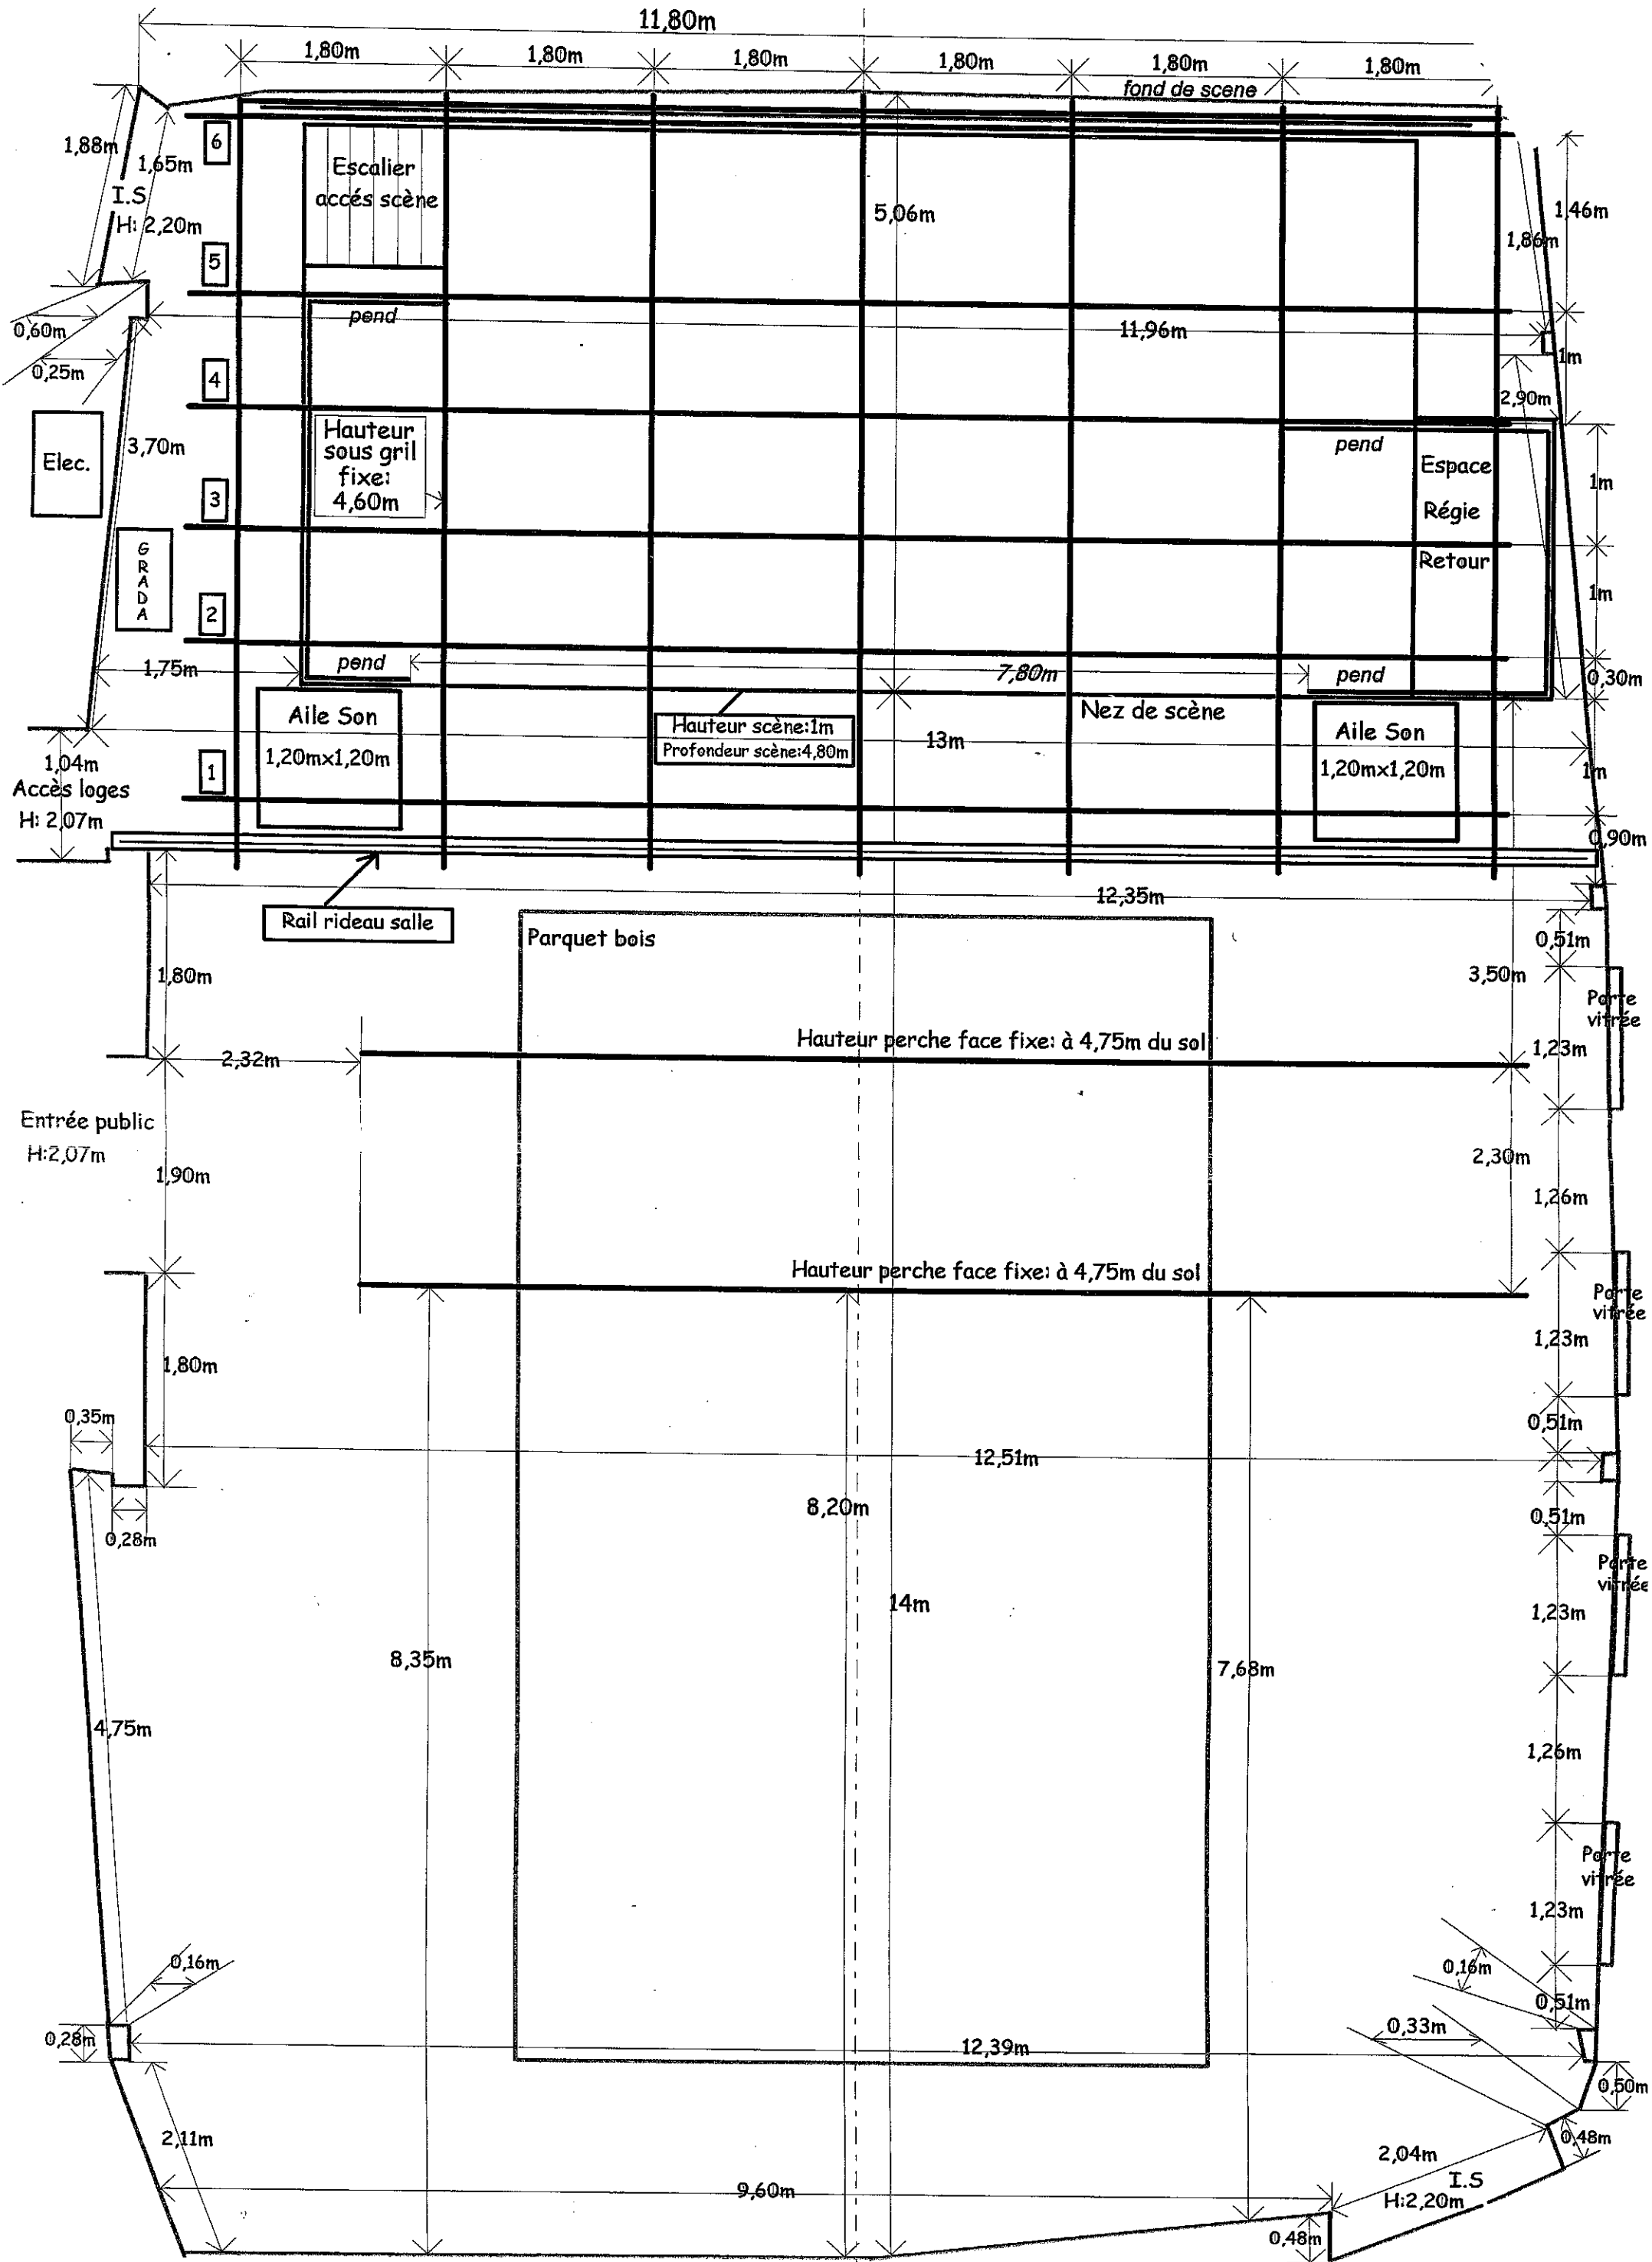 11,80m
1,80m
1,80m
1,80m
1,80m
1,80m
1,80m
fond de scene
6
1,88m
1,65m
I.S
H: 2,20m
Escalier
accés scène
5,06m
1,46m
1,86m
5
pend
0,60m
11,96m
1m
0,25m
4
2,90m
Elec.
3,70m
Hauteur
sous gril
fixe:
4,60m
pend
Espace
Régie
Retour
1m
3
GRADA
1m
2
pend
1,75m
7,80m
pend
0,30m
Aile Son
1,20mx1,20m
Hauteur scène:1m
Profondeur scène:4,80m
Nez de scène
13m
Aile Son
1,20mx1,20m
1,04m
Accès loges
H: 2,07m
1
1m
0,90m
12,35m
Rail rideau salle
Parquet bois
0,51m
1,80m
3,50m
Porte
vitrée
Hauteur perche face fixe: à 4,75m du sol
1,23m
2,32m
Entrée public
H:2,07m
1,90m
2,30m
1,26m
Hauteur perche face fixe: à 4,75m du sol
Porte
vitrée
1,23m
1,80m
0,35m
0,51m
12,51m
8,20m
0,51m
0,28m
Porte
vitrée
14m
1,23m
8,35m
7,68m
4,75m
1,26m
Porte
vitrée
1,23m
0,16m
0,16m
0,51m
0,33m
0,28m
12,39m
0,50m
2,11m
0,48m
2,04m
I.S
H:2,20m
9,60m
0,48m